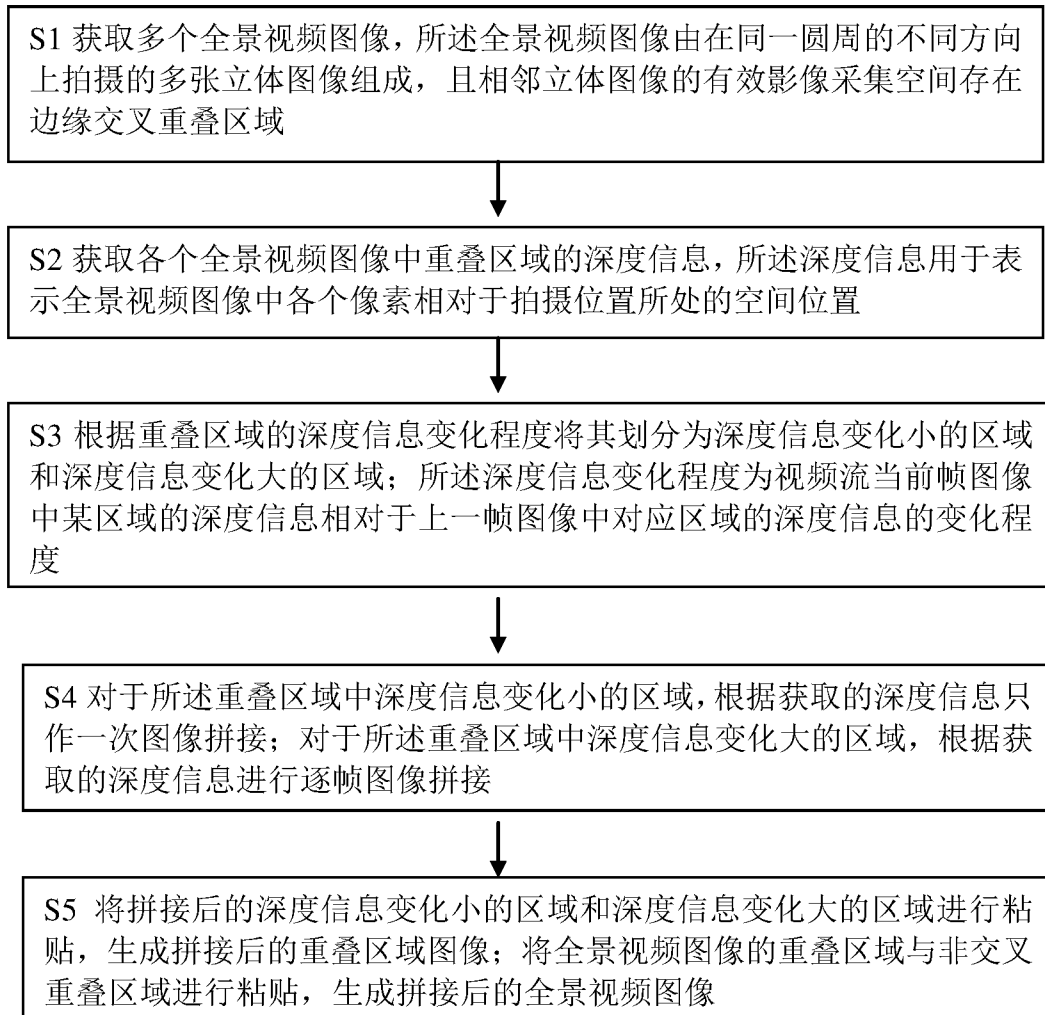 S1 获取多个全景视频图像，所述全景视频图像由在同一圆周的不同方向
上拍摄的多张立体图像组成，且相邻立体图像的有效影像采集空间存在
边缘交叉重叠区域
S2 获取各个全景视频图像中重叠区域的深度信息，所述深度信息用于表
示全景视频图像中各个像素相对于拍摄位置所处的空间位置
S3 根据重叠区域的深度信息变化程度将其划分为深度信息变化小的区域
和深度信息变化大的区域；所述深度信息变化程度为视频流当前帧图像
中某区域的深度信息相对于上一帧图像中对应区域的深度信息的变化程
度
S4 对于所述重叠区域中深度信息变化小的区域，根据获取的深度信息只
作一次图像拼接；对于所述重叠区域中深度信息变化大的区域，根据获
取的深度信息进行逐帧图像拼接
S5 将拼接后的深度信息变化小的区域和深度信息变化大的区域进行粘
贴，生成拼接后的重叠区域图像；将全景视频图像的重叠区域与非交叉
重叠区域进行粘贴，生成拼接后的全景视频图像